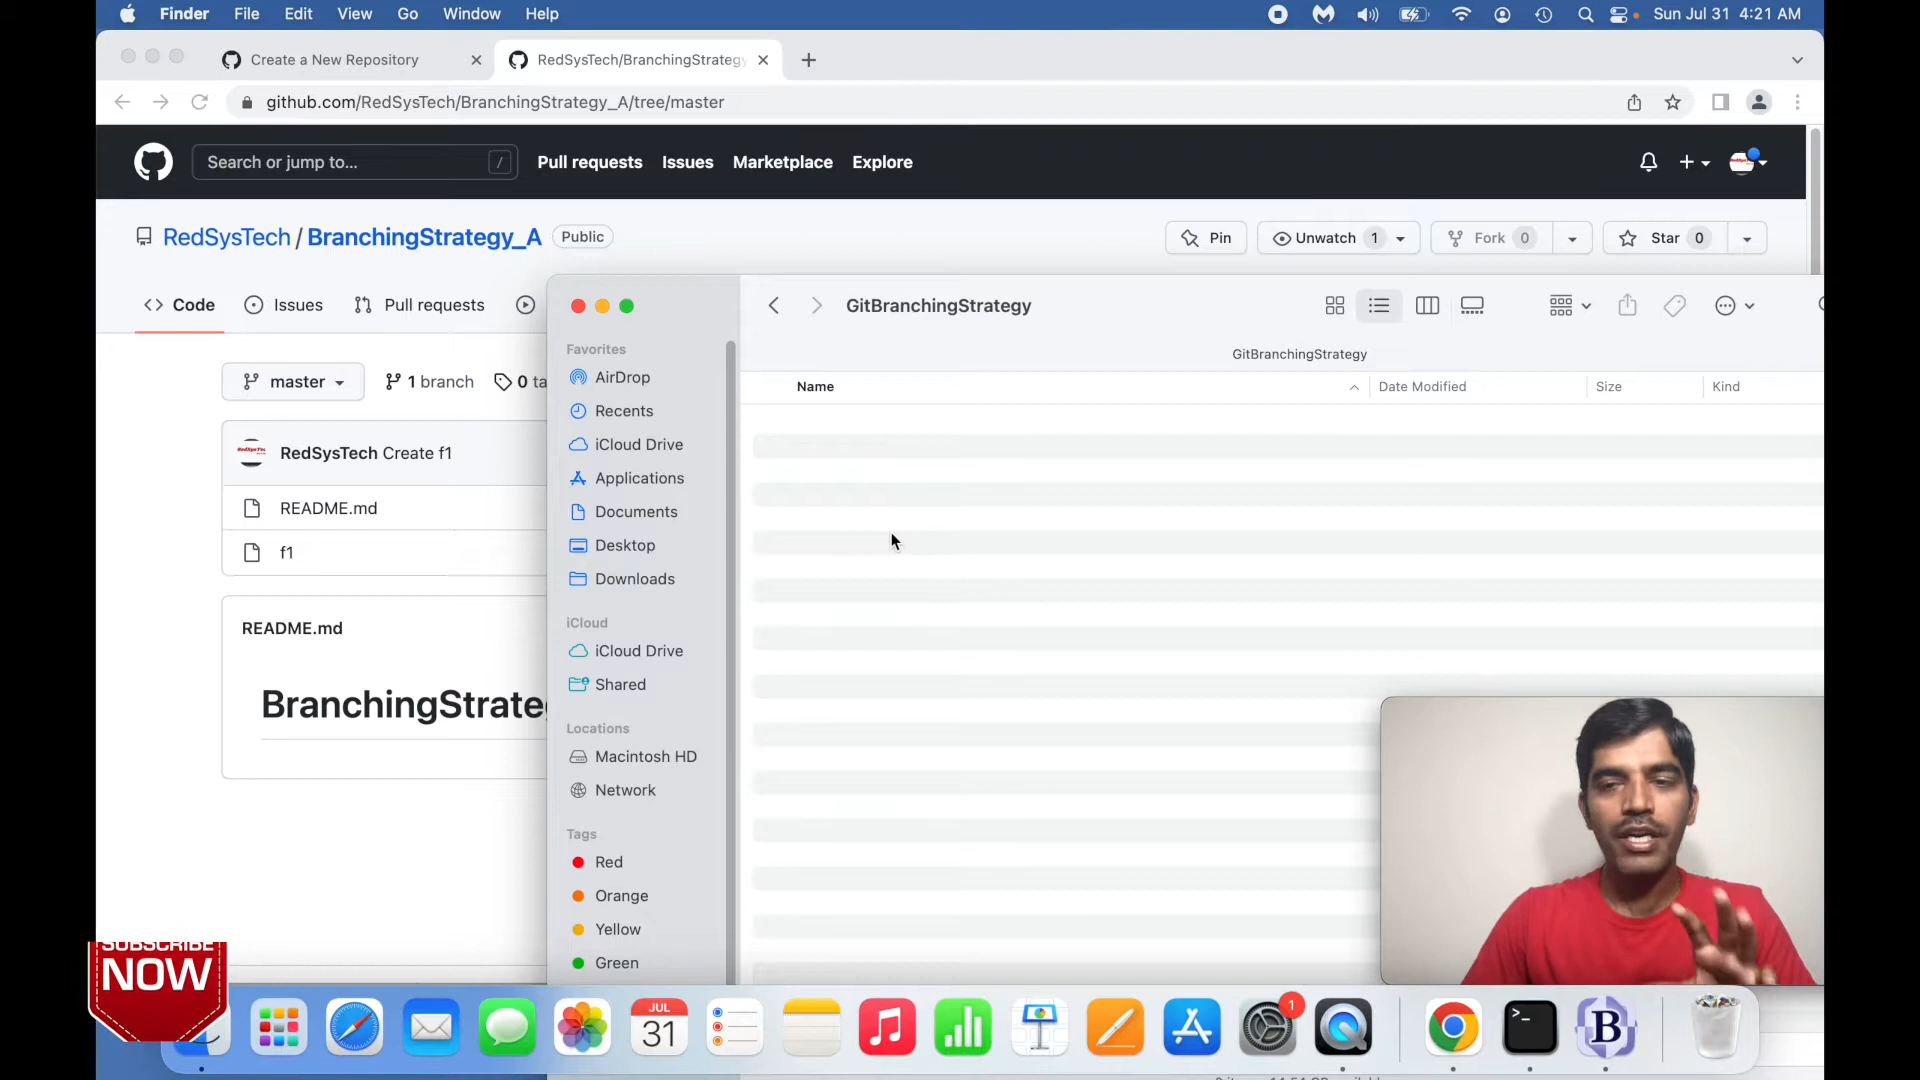 Finder File Edit View Go Window Help Sun Jul 31 4:21 AM
Create a New Repository RedSysTech/BranchingStrateg
github.com/RedSysTech/BranchingStrategy_A/tree/master
Search or jump to... / Pull requests Issues Marketplace Explore
RedSysTech / BranchingStrategy_A Public Pin Unwatch 1 Fork 0 Star 0
Code Issues Pull requests
GitBranchingStrategy
GitBranchingStrategy
master 1 branch 0 ta
Name Date Modified Size Kind
RedSysTech Create f1
README.md
f1
README.md
BranchingStrate
Favorites
AirDrop
Recents
iCloud Drive
Applications
Documents
Desktop
Downloads
iCloud
iCloud Drive
Shared
Locations
Macintosh HD
Network
Tags
Red
Orange
Yellow
Green
SUBSCRIBE
NOW
JUL
31
1
>_
B